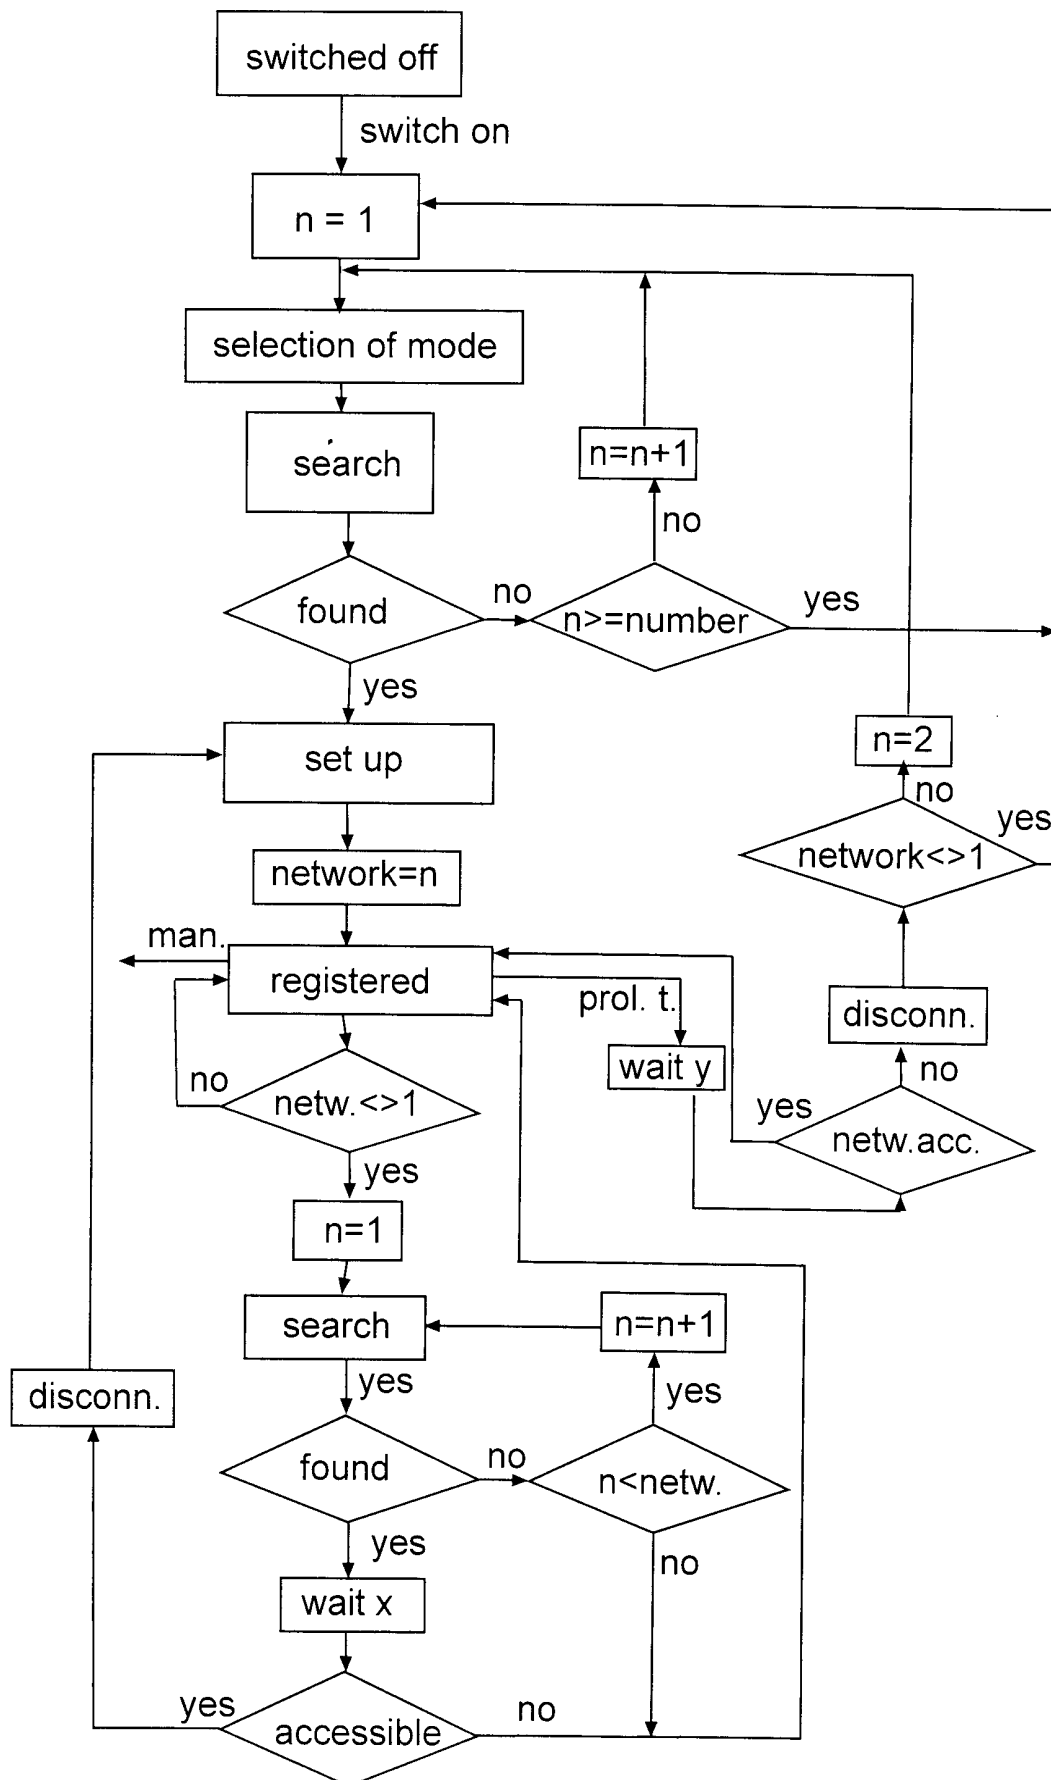 switched off
switch on
n = 1
selection of mode
search
n=n+1
no
found
no
n>=number
yes
yes
set up
n=2
no
network<>1
yes
network=n
man.
registered
prol. t.
disconn.
wait y
no
netw.<>1
no
yes
netw.acc.
yes
n=1
search
n=n+1
yes
yes
disconn.
found
no
n<netw.
yes
no
wait x
yes
accessible
no